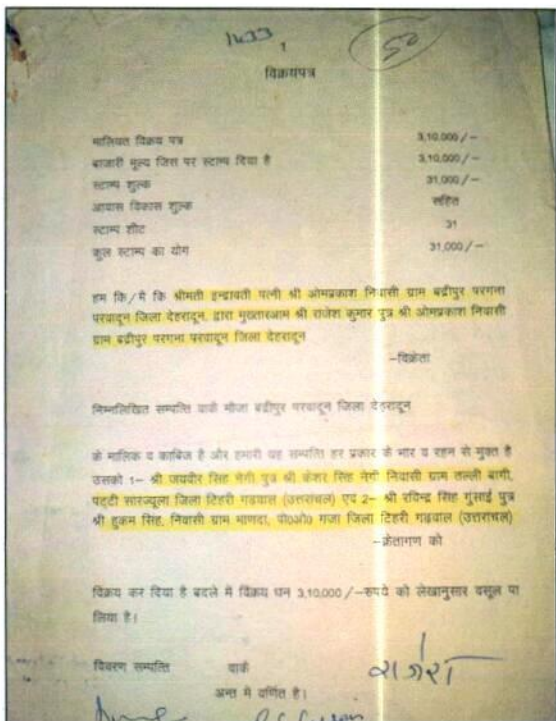 1433
1
50
विक्रयपत्र
मालियत विक्रय पत्र 3,10,000/-
बाजारी मूल्य जिस पर स्टाम्प दिया है 3,10,000/-
स्टाम्प शुल्क 31,000/-
आवास विकास शुल्क सहित
स्टाम्प शीट 31
कुल स्टाम्प का योग 31,000/-
हम कि/मै कि श्रीमती इन्द्रावती पत्नी श्री ओमप्रकाश निवासी ग्राम बद्रीपुर परगना
परवादून जिला देहरादून द्वारा मुख्तारआम श्री राजेश कुमार पुत्र श्री ओमप्रकाश निवासी
ग्राम बद्रीपुर परगना परवादून जिला देहरादून
-विक्रेता
निम्नलिखित सम्पत्ति वाके मौजा बद्रीपुर परवादून जिला देहरादून
के मालिक व काबिज है और हमारी यह सम्पत्ति हर प्रकार के भार व रहन से मुक्त है
उसको 1- श्री जयवीर सिंह नेगी पुत्र श्री केशर सिंह नेगी निवासी ग्राम तल्ली बागी,
पट्टी सारज्यूला जिला टिहरी गढवाल (उत्तरांचल) एव 2- श्री रविन्द्र सिंह गुसाई पुत्र
श्री हुकम सिंह, निवासी ग्राम भाणदा, पो०ओ० गजा जिला टिहरी गढवाल (उत्तरांचल)
-क्रेतागण को
विक्रय कर दिया है बदले मे विक्रय धन 3,10,000/-रुपये को लेखानुसार वसूल पा
लिया है।
विवरण सम्पत्ति वाके
राजेश
अन्त मे वर्णित है।